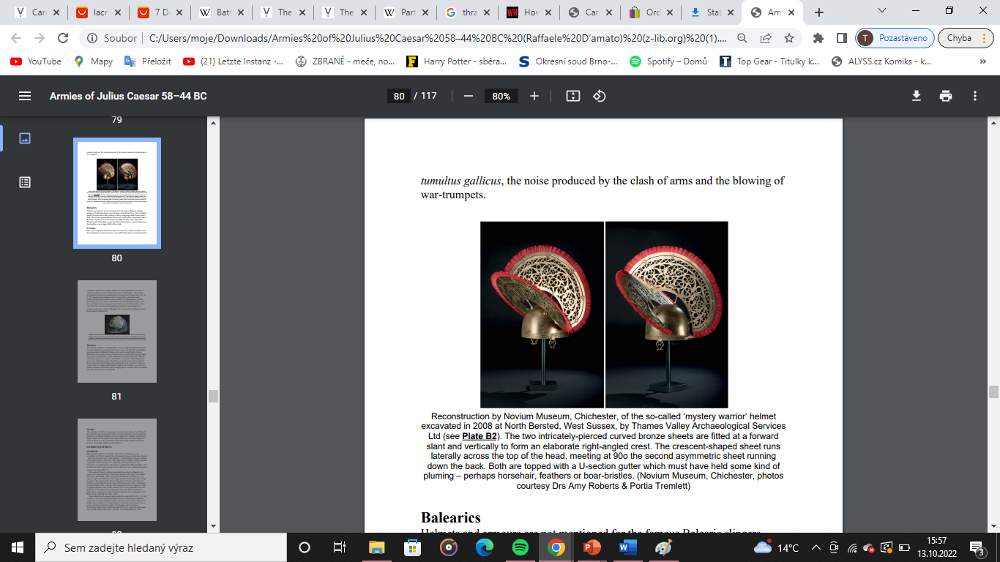 Car
lacr
7 D
Batt
The
The
Part
thra
How
Car
Ord
Sta
Arn
Soubor
C:/Users/moje/Downloads/Armies%20of%20Julius%20Caesar%2058–44%20BC%20(Raffaele%20D'amato)%20(z-lib.org)%20(1)....
T Pozastaveno
Chyba
YouTube
Mapy
Přeložit
(21) Letzte Instanz -...
ZBRANĚ - meče, no...
Harry Potter - sběra...
Okresní soud Brno-...
Spotify – Domů
Top Gear - Titulky k...
ALYSS.cz Komiks - k...
»
Armies of Julius Caesar 58–44 BC
80 / 117
80%
79
80
81
tumultus gallicus, the noise produced by the clash of arms and the blowing of
war-trumpets.
Reconstruction by Novium Museum, Chichester, of the so-called ‘mystery warrior’ helmet
excavated in 2008 at North Bersted, West Sussex, by Thames Valley Archaeological Services
Ltd (see Plate B2). The two intricately-pierced curved bronze sheets are fitted at a forward
slant and vertically to form an elaborate right-angled crest. The crescent-shaped sheet runs
laterally across the top of the head, meeting at 90o the second asymmetric sheet running
down the back. Both are topped with a U-section gutter which must have held some kind of
pluming – perhaps horsehair, feathers or boar-bristles. (Novium Museum, Chichester, photos
courtesy Drs Amy Roberts & Portia Tremlett)
Balearics
Helmets and armours are not mentioned for the famous Balearic slingers
Sem zadejte hledaný výraz
14°C
15:57
13.10.2022
3